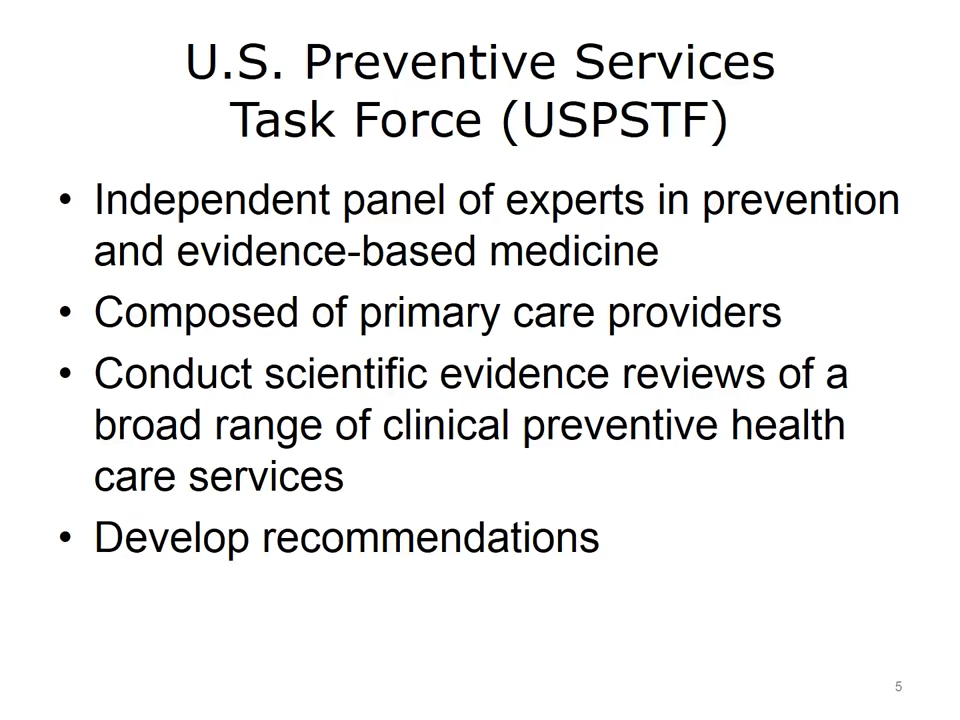 U.S. Preventive Services
Task Force (USPSTF)
• Independent panel of experts in prevention
and evidence-based medicine
• Composed of primary care providers
• Conduct scientific evidence reviews of a
broad range of clinical preventive health
care services
• Develop recommendations
5